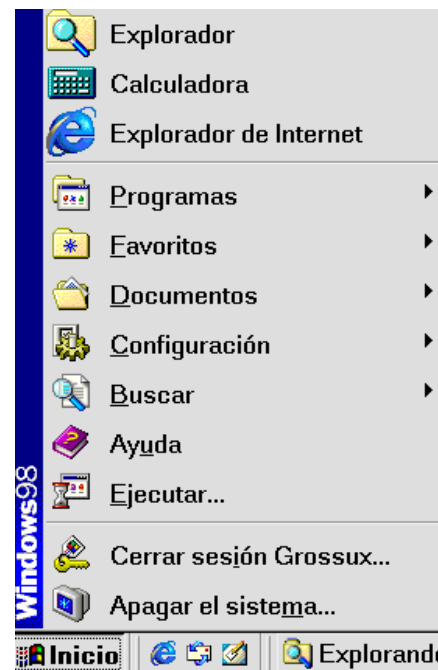 Explorador
Calculadora
Explorador de Internet
Programas
Favoritos
Documentos
Configuración
Buscar
Ayuda
Ejecutar...
Cerrar sesión Grossux...
Apagar el sistema...
Windows98
Inicio
Explorand